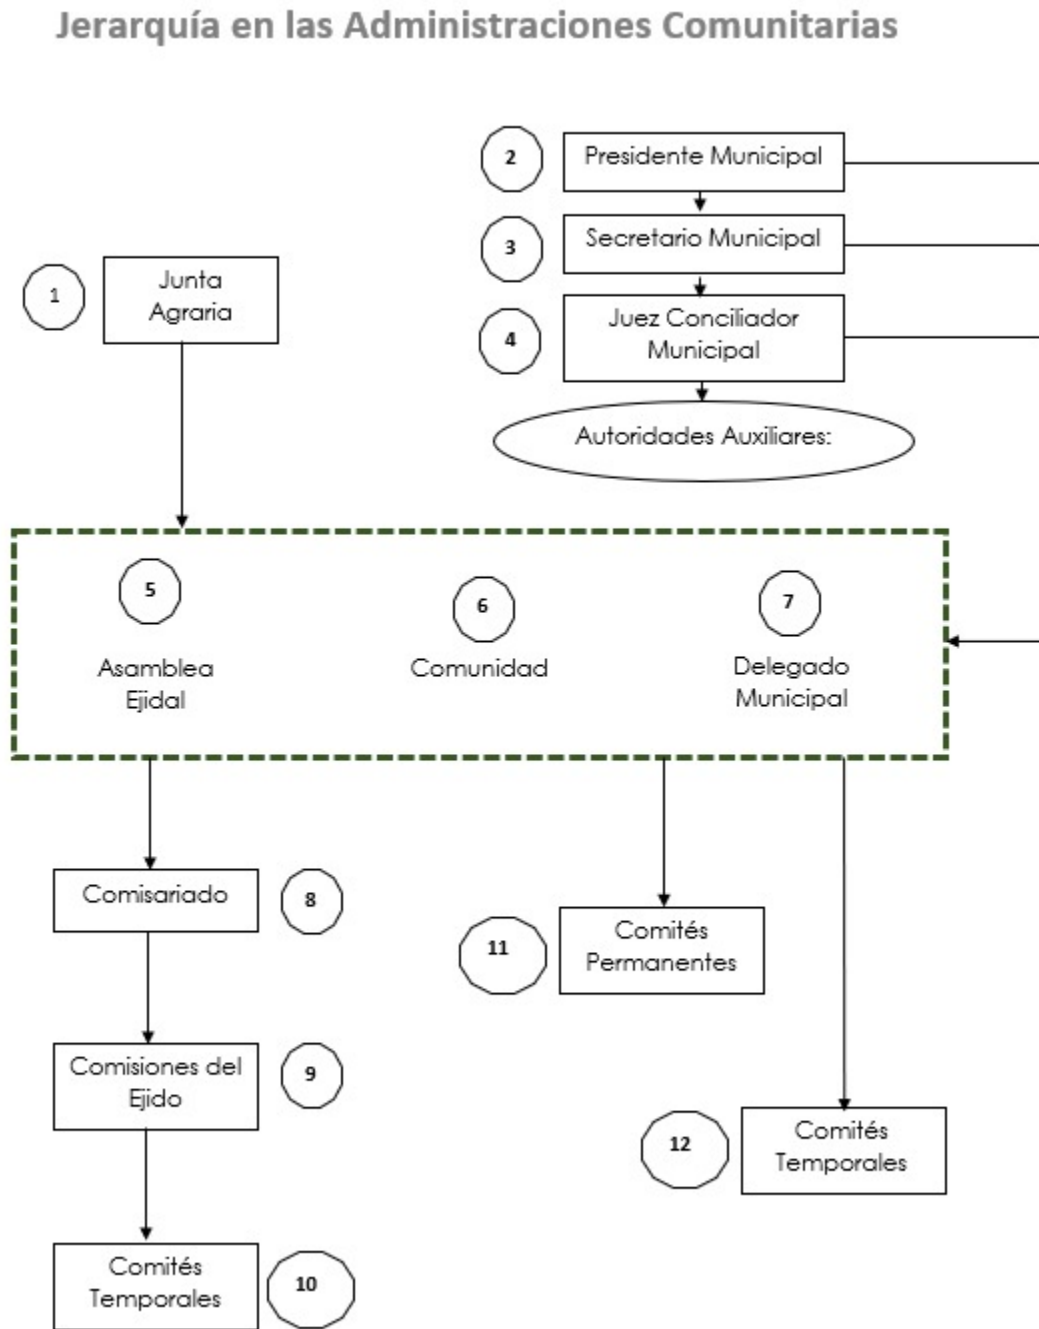 Jerarquía en las Administraciones Comunitarias
2
Presidente Municipal
3
Secretario Municipal
1
Junta
Agraria
4
Juez Conciliador
Municipal
Autoridades Auxiliares:
5
Asamblea
Ejidal
6
Comunidad
7
Delegado
Municipal
Comisariado
8
11
Comités
Permanentes
Comisiones del
Ejido
9
12
Comités
Temporales
Comités
Temporales
10